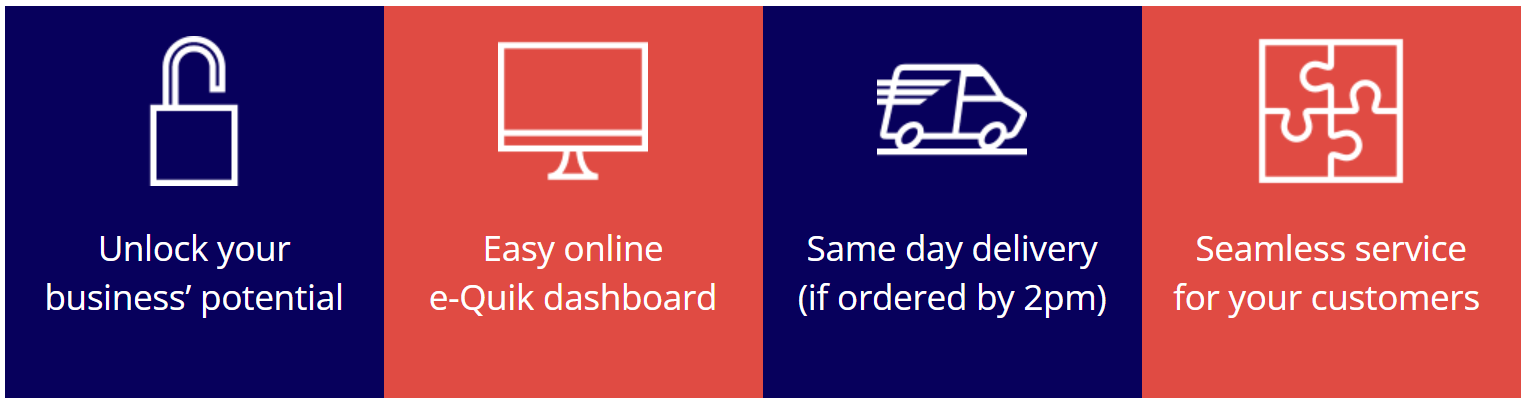 Unlock your
business’ potential
Easy online
e-Quik dashboard
Same day delivery
(if ordered by 2pm)
Seamless service
for your customers